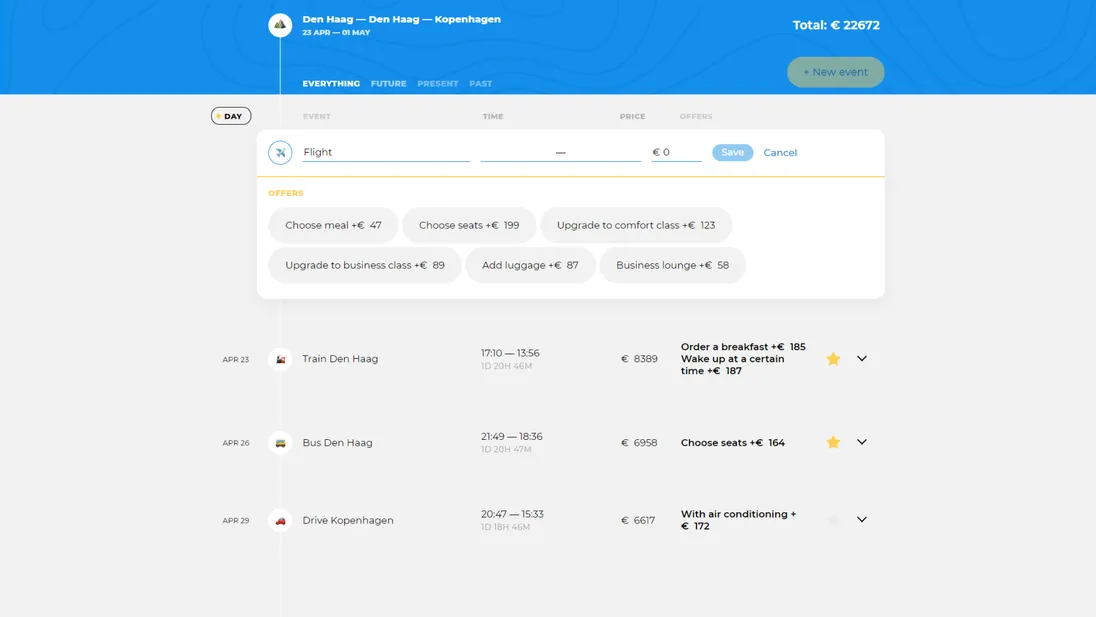 Den Haag — Den Haag — Kopenhagen
23 APR — 01 MAY
Total: € 22672
+ New event
EVERYTHING FUTURE PRESENT PAST
DAY EVENT TIME PRICE OFFERS
Flight — € 0 Save Cancel
OFFERS
Choose meal +€ 47 Choose seats +€ 199 Upgrade to comfort class +€ 123
Upgrade to business class +€ 89 Add luggage +€ 87 Business lounge +€ 58
APR 23 Train Den Haag
17:10 — 13:56
1D 20H 46M
€ 8389
Order a breakfast +€ 185
Wake up at a certain
time +€ 187
APR 26 Bus Den Haag
21:49 — 18:36
1D 20H 47M
€ 6958
Choose seats +€ 164
APR 29 Drive Kopenhagen
20:47 — 15:33
1D 18H 46M
€ 6617
With air conditioning +
€ 172